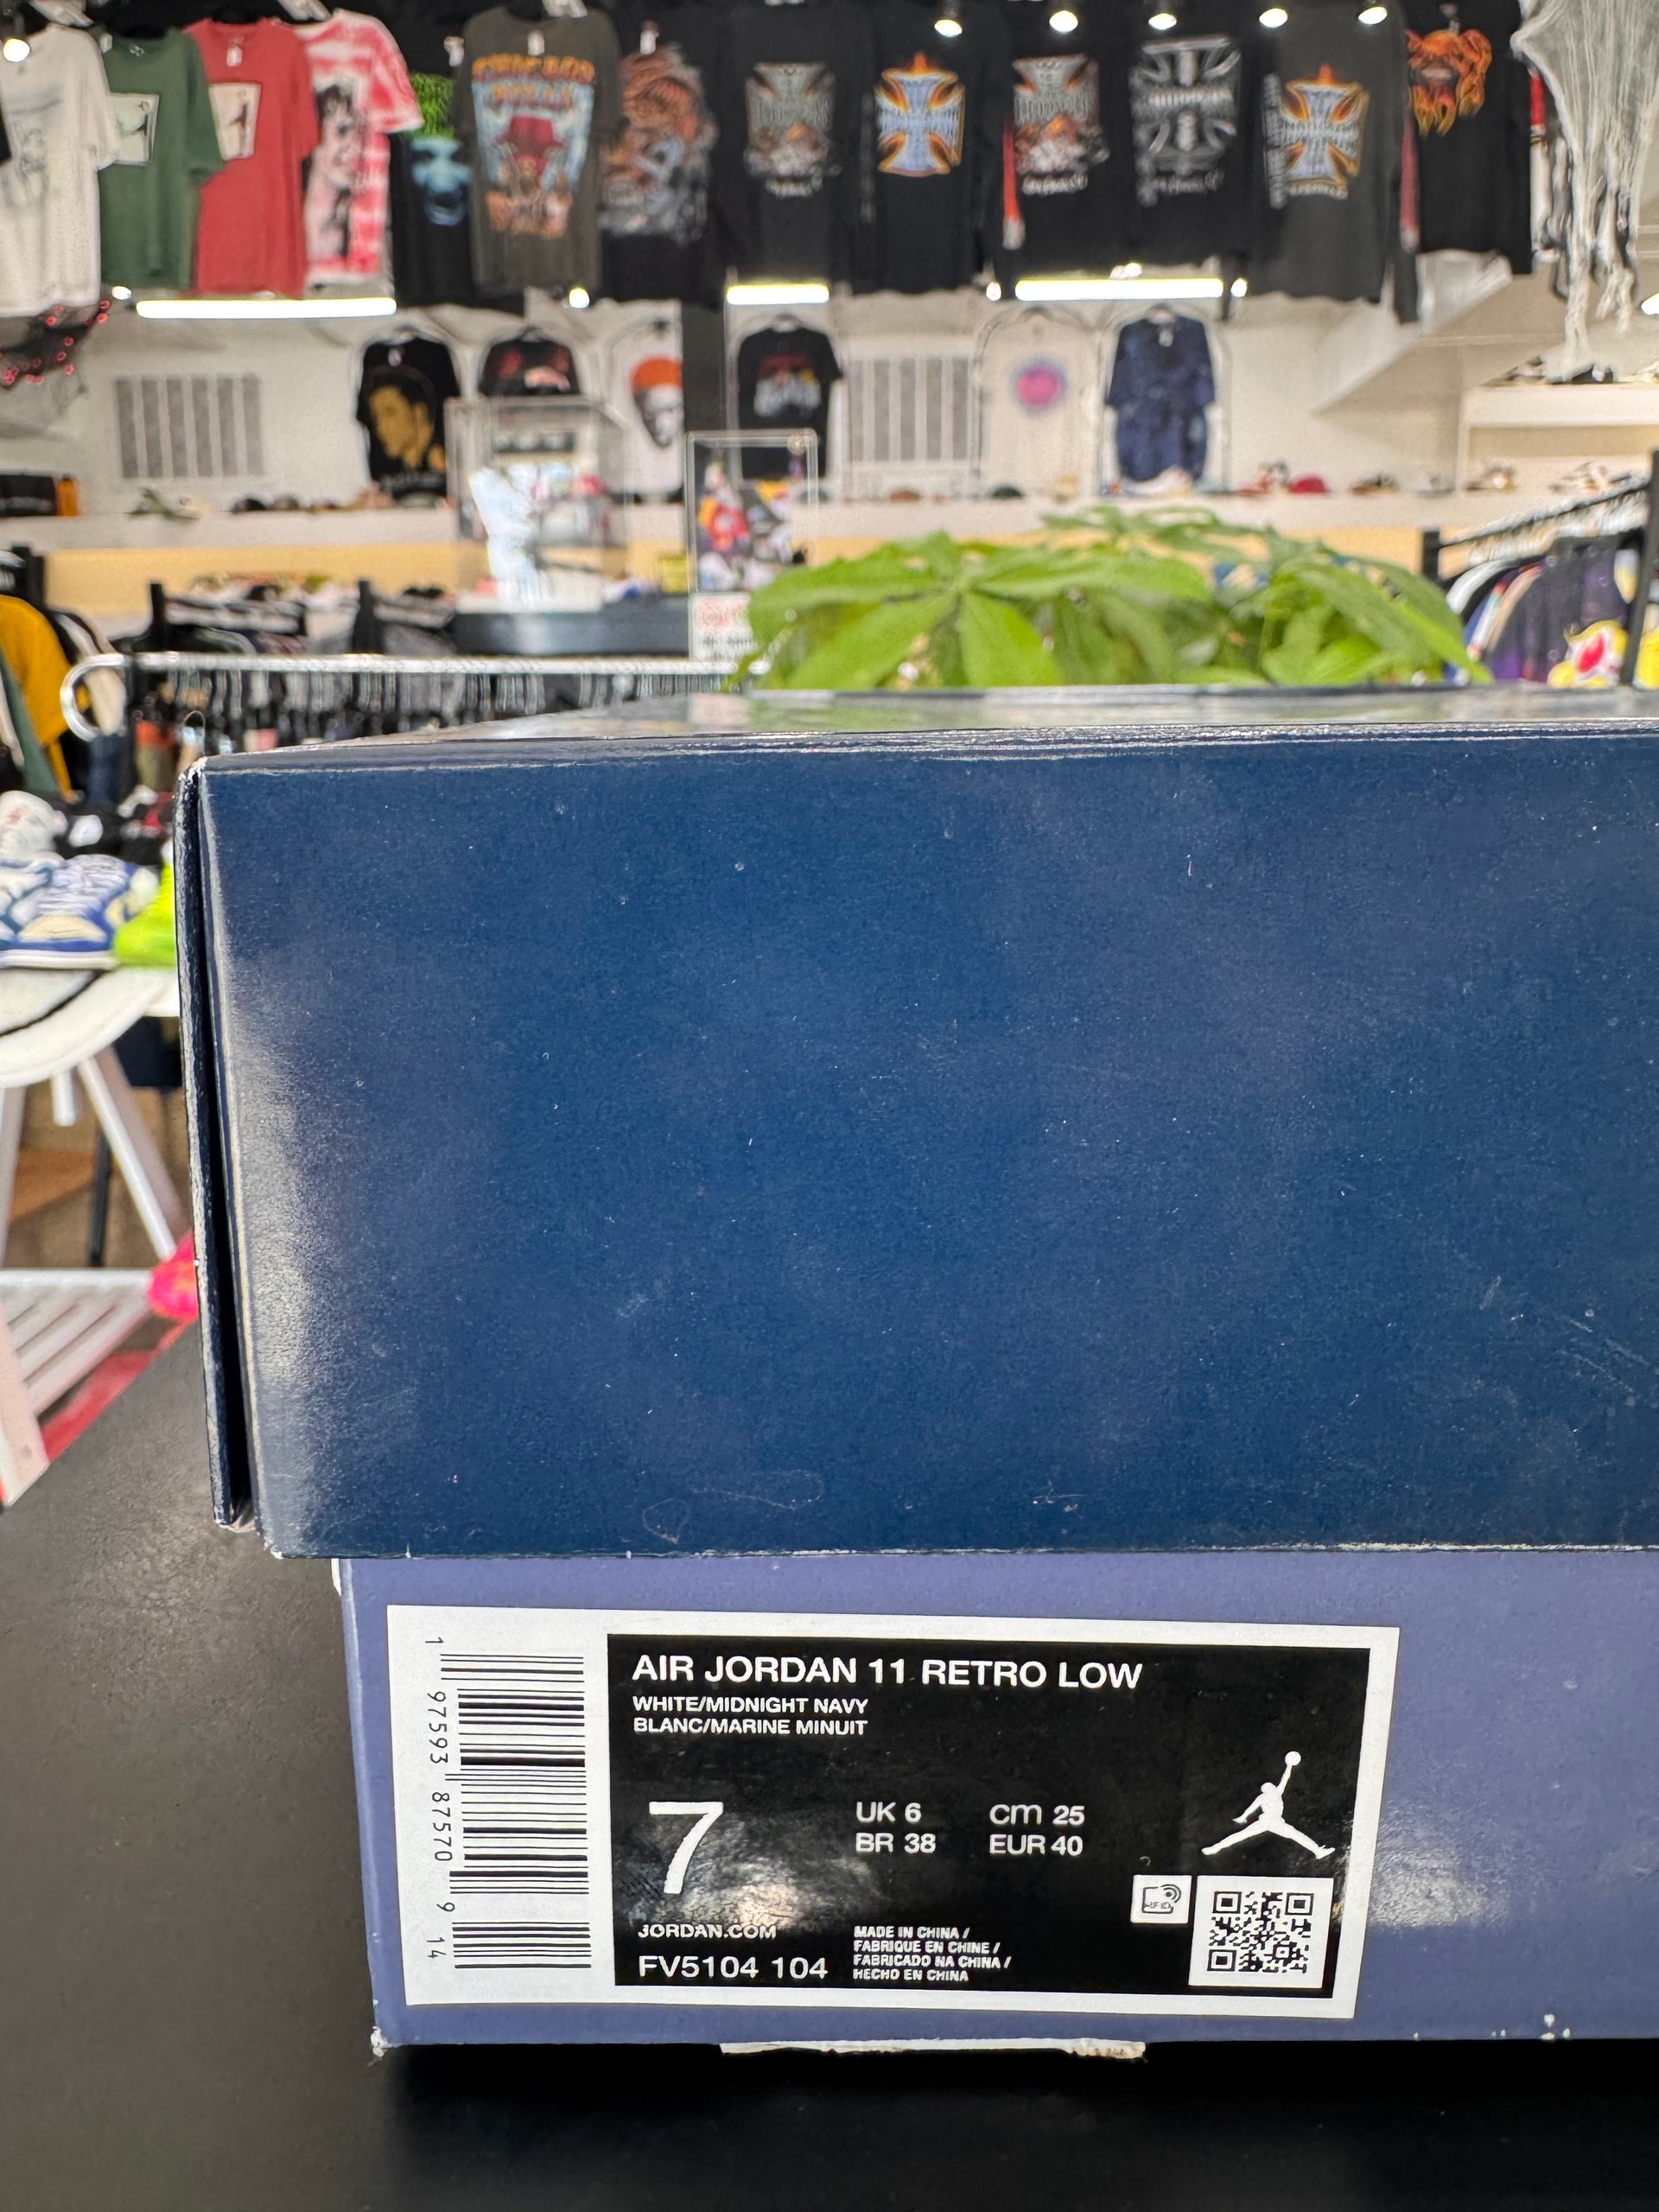 CHICAGO
BULLS
AIR JORDAN 11 RETRO LOW
WHITE/MIDNIGHT NAVY
BLANC/MARINE MINUIT
7
UK 6
cm 25
BR 38
EUR 40
JORDAN.COM
FV5104 104
MADE IN CHINA /
FABRIQUE EN CHINE /
FABRICADO NA CHINA /
HECHO EN CHINA
1 97593 87570 9 14